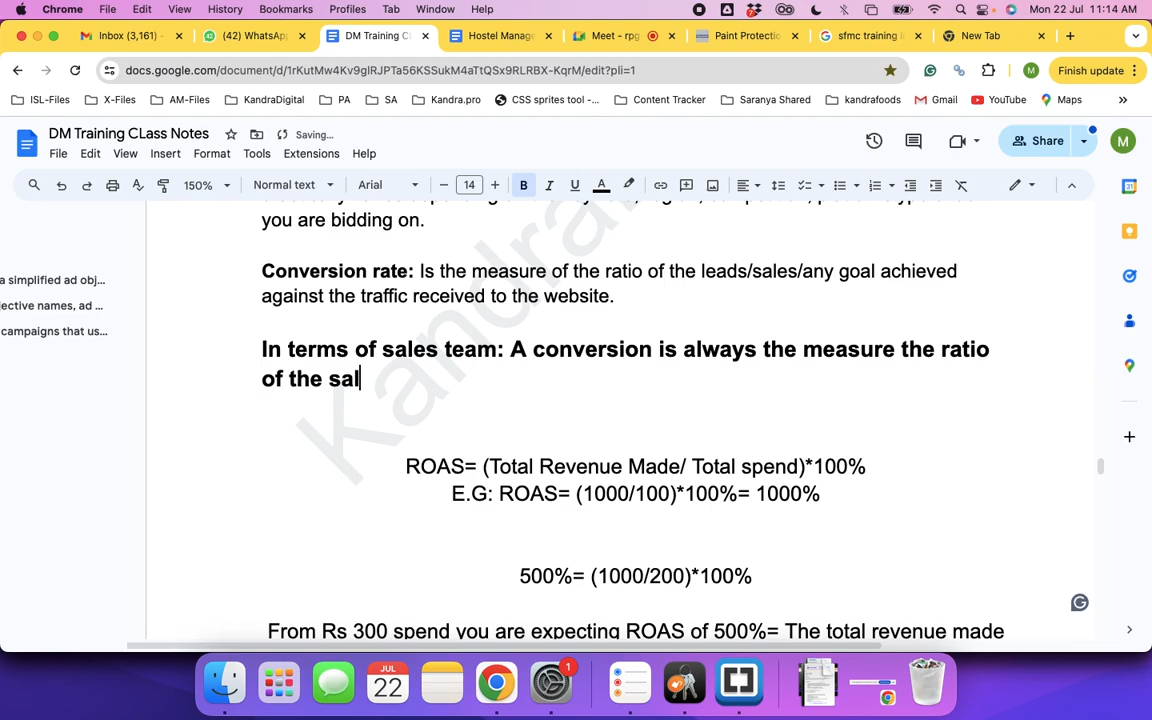 Chrome File Edit View History Bookmarks Profiles Tab Window Help Mon 22 Jul 11:14 AM
Inbox (3,161) - (42) WhatsAp DM Training C Hostel Manage Meet - rpg Paint Protectio sfmc training i New Tab
docs.google.com/document/d/1rKutMw4Kv9glRJPTa56KSSukM4aTtQSx9RLRBX-KqrM/edit?pli=1 M Finish update
ISL-Files X-Files AM-Files KandraDigital PA SA Kandra.pro CSS sprites tool -... Content Tracker Saranya Shared kandrafoods Gmail YouTube Maps »
DM Training CLass Notes Saving...
File Edit View Insert Format Tools Extensions Help
Share M
150% Normal text Arial 14 B I U A
you are bidding on.
a simplified ad obj...
jective names, ad ...
campaigns that us...
Conversion rate: Is the measure of the ratio of the leads/sales/any goal achieved
against the traffic received to the website.
In terms of sales team: A conversion is always the measure the ratio
of the sal
Kandra
ROAS= (Total Revenue Made/ Total spend)*100%
E.G: ROAS= (1000/100)*100%= 1000%
500%= (1000/200)*100%
From Rs 300 spend you are expecting ROAS of 500%= The total revenue made
JUL
22
1